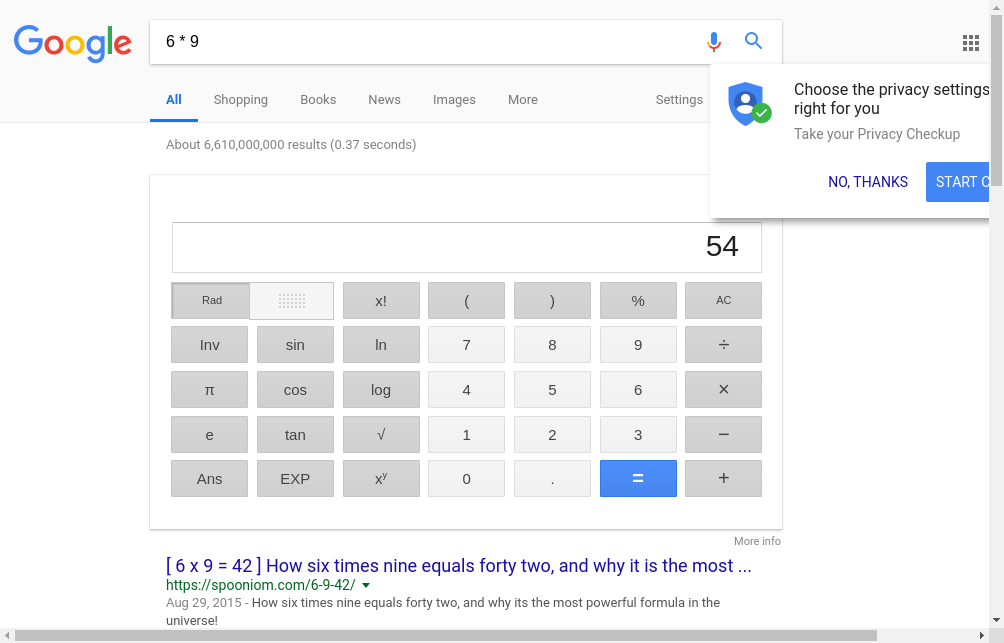 Google
6 * 9
All Shopping Books News Images More Settings
Choose the privacy settings
right for you
Take your Privacy Checkup
NO, THANKS START C
About 6,610,000,000 results (0.37 seconds)
54
Rad x! ( ) % AC
Inv sin ln 7 8 9 ÷
π cos log 4 5 6 ×
e tan √ 1 2 3 −
Ans EXP xʸ 0 . = +
More info
[ 6 x 9 = 42 ] How six times nine equals forty two, and why it is the most ...
https://spooniom.com/6-9-42/
Aug 29, 2015 - How six times nine equals forty two, and why its the most powerful formula in the
universe!